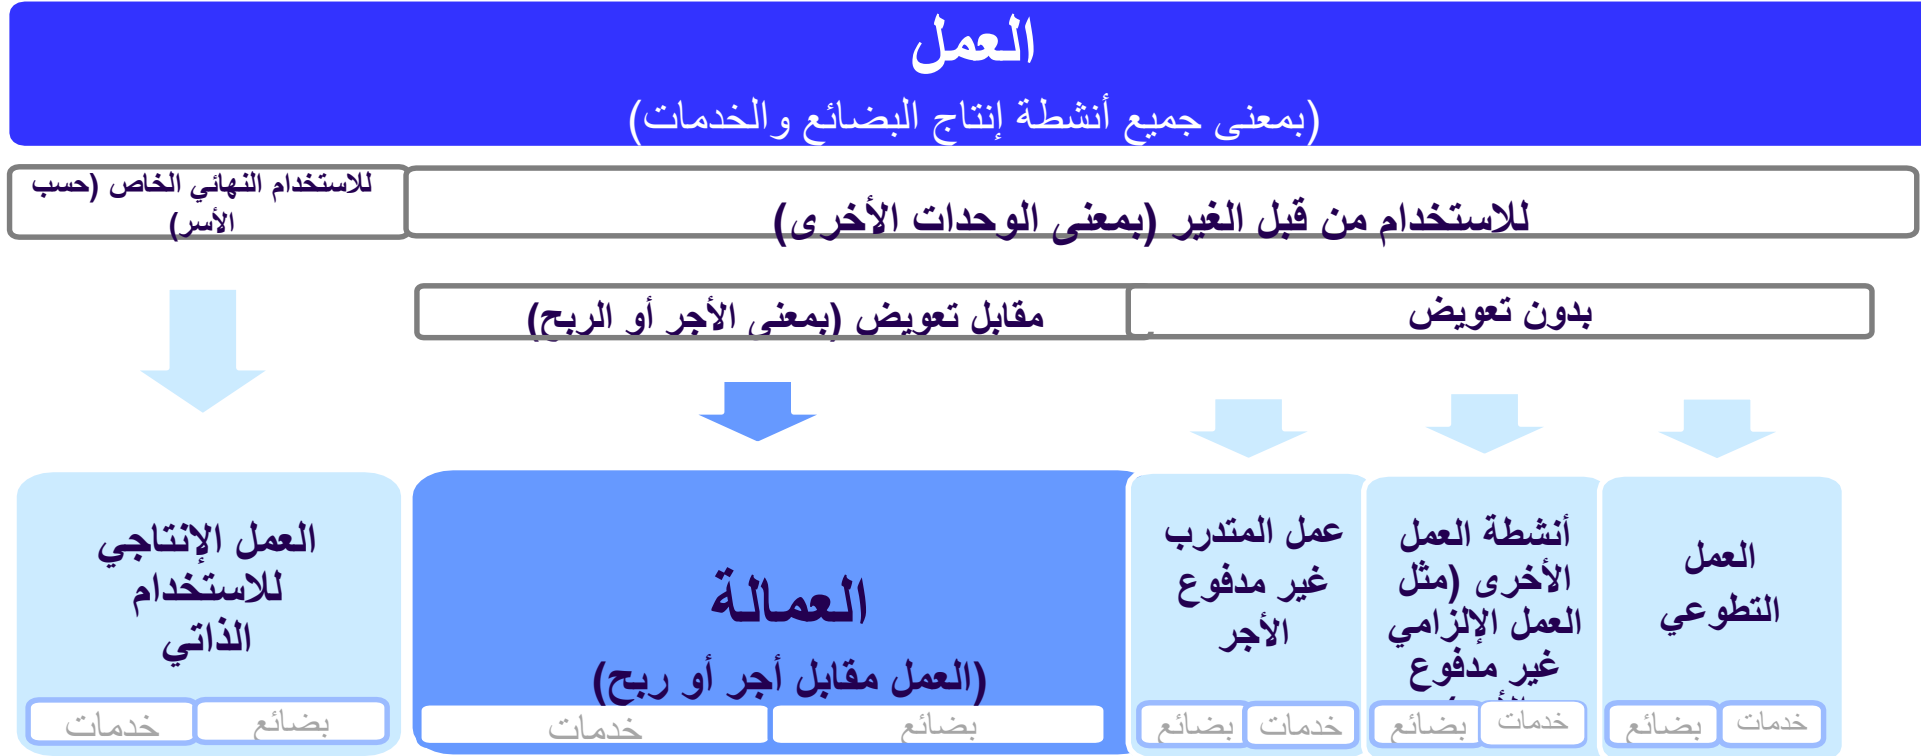 العمل
(بمعنى جميع أنشطة إنتاج البضائع والخدمات)
للاستخدام من قبل الغير (بمعنى الوحدات الأخرى)
للاستخدام النهائي الخاص (حسب
الأسر)
بدون تعويض
مقابل تعويض (بمعنى الأجر أو الربح)
العمل
التطوعي
خدمات
بضائع
أنشطة العمل
الأخرى (مثل
العمل الإلزامي
غير مدفوع
خدمات
بضائع
عمل المتدرب
غير مدفوع
الأجر
خدمات
بضائع
العمالة
(العمل مقابل أجر أو ربح)
بضائع
خدمات
العمل الإنتاجي
للاستخدام
الذاتي
بضائع
خدمات